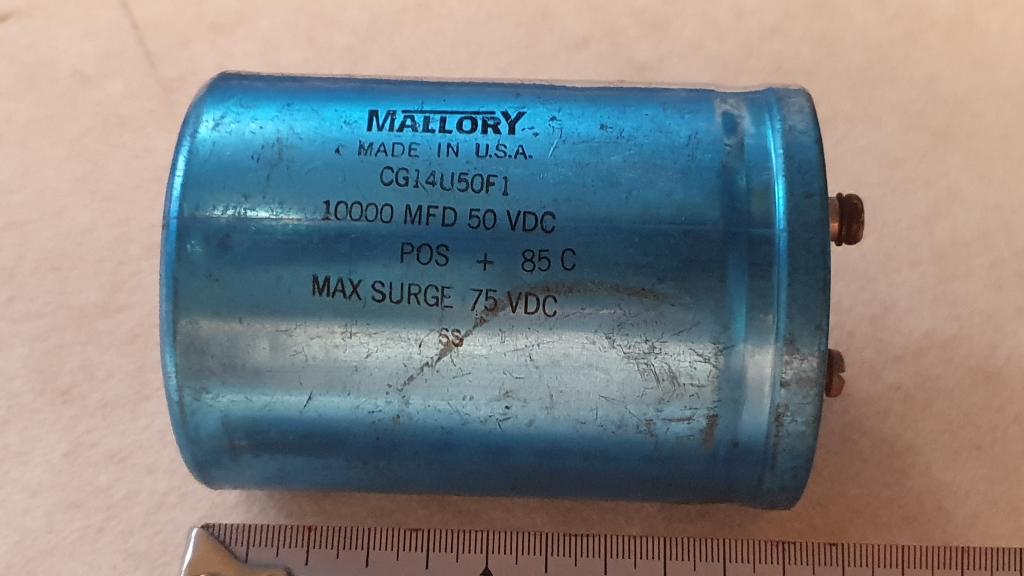 MALLORY
MADE IN U.S.A.
CG14U50F1
10000 MFD 50 VDC
POS + 85 C
MAX SURGE 75 VDC
SS